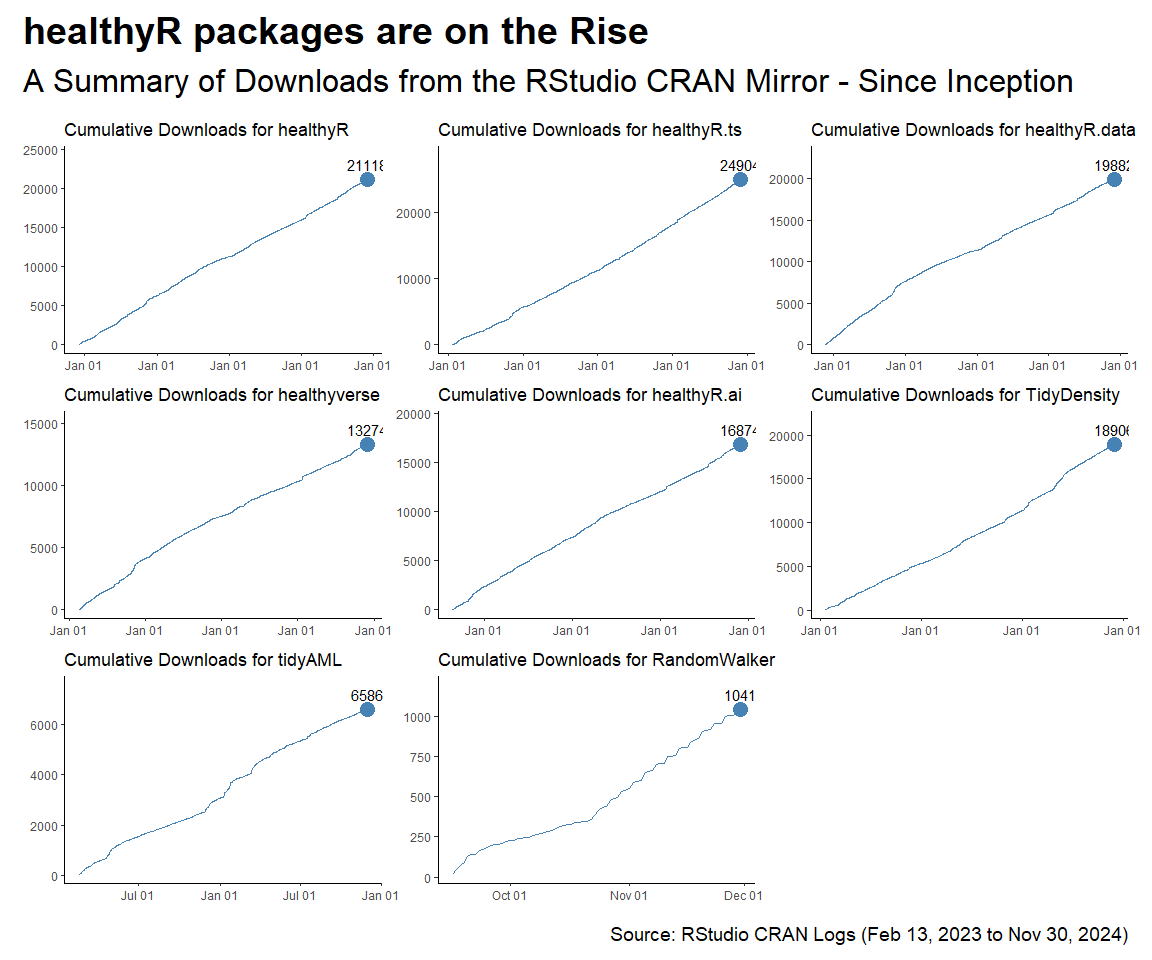 healthyR packages are on the Rise
A Summary of Downloads from the RStudio CRAN Mirror - Since Inception
Cumulative Downloads for healthyR
25000
20000
15000
10000
5000
0
21118
Jan 01 Jan 01 Jan 01 Jan 01 Jan 01
Cumulative Downloads for healthyR.ts
20000
10000
0
24904
Jan 01 Jan 01 Jan 01 Jan 01 Jan 01
Cumulative Downloads for healthyR.data
20000
15000
10000
5000
0
19882
Jan 01 Jan 01 Jan 01 Jan 01 Jan 01
Cumulative Downloads for healthyverse
15000
10000
5000
0
13274
Jan 01 Jan 01 Jan 01 Jan 01 Jan 01
Cumulative Downloads for healthyR.ai
20000
15000
10000
5000
0
16874
Jan 01 Jan 01 Jan 01 Jan 01
Cumulative Downloads for TidyDensity
20000
15000
10000
5000
0
18906
Jan 01 Jan 01 Jan 01 Jan 01
Cumulative Downloads for tidyAML
6000
4000
2000
0
6586
Jul 01 Jan 01 Jul 01 Jan 01
Cumulative Downloads for RandomWalker
1000
750
500
250
0
1041
Oct 01 Nov 01 Dec 01
Source: RStudio CRAN Logs (Feb 13, 2023 to Nov 30, 2024)